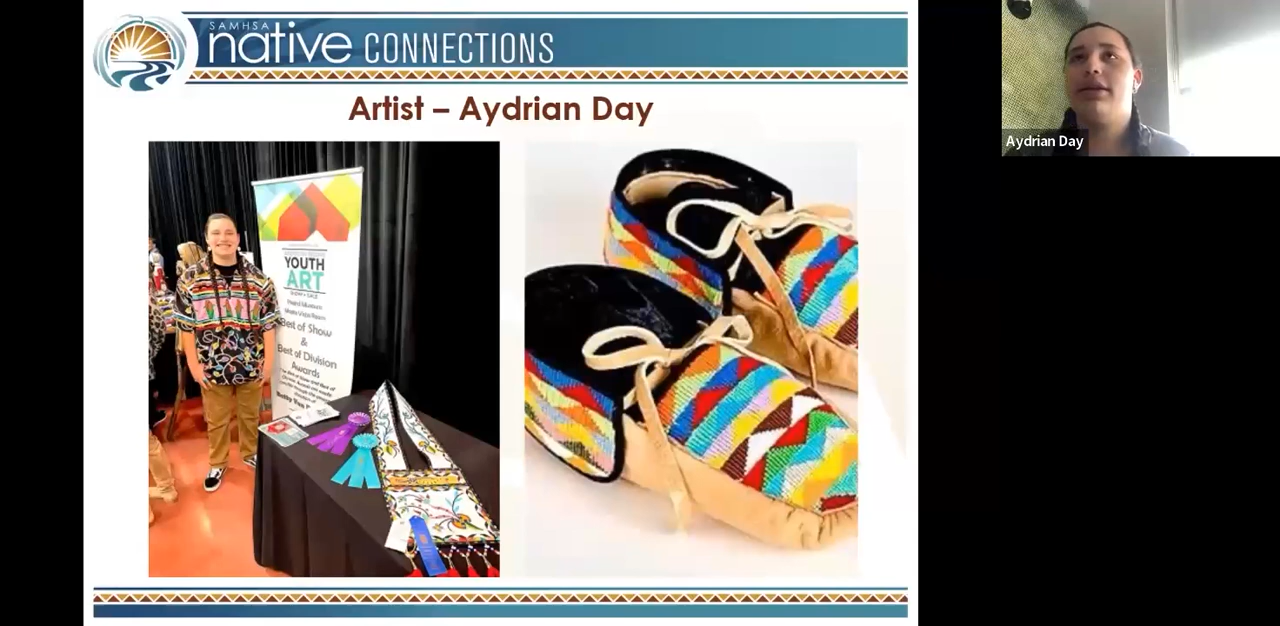 SAMHSA
native CONNECTIONS
Artist – Aydrian Day
YOUTH
ART
Best of Show
&
Best of Division
Awards
Aydrian Day